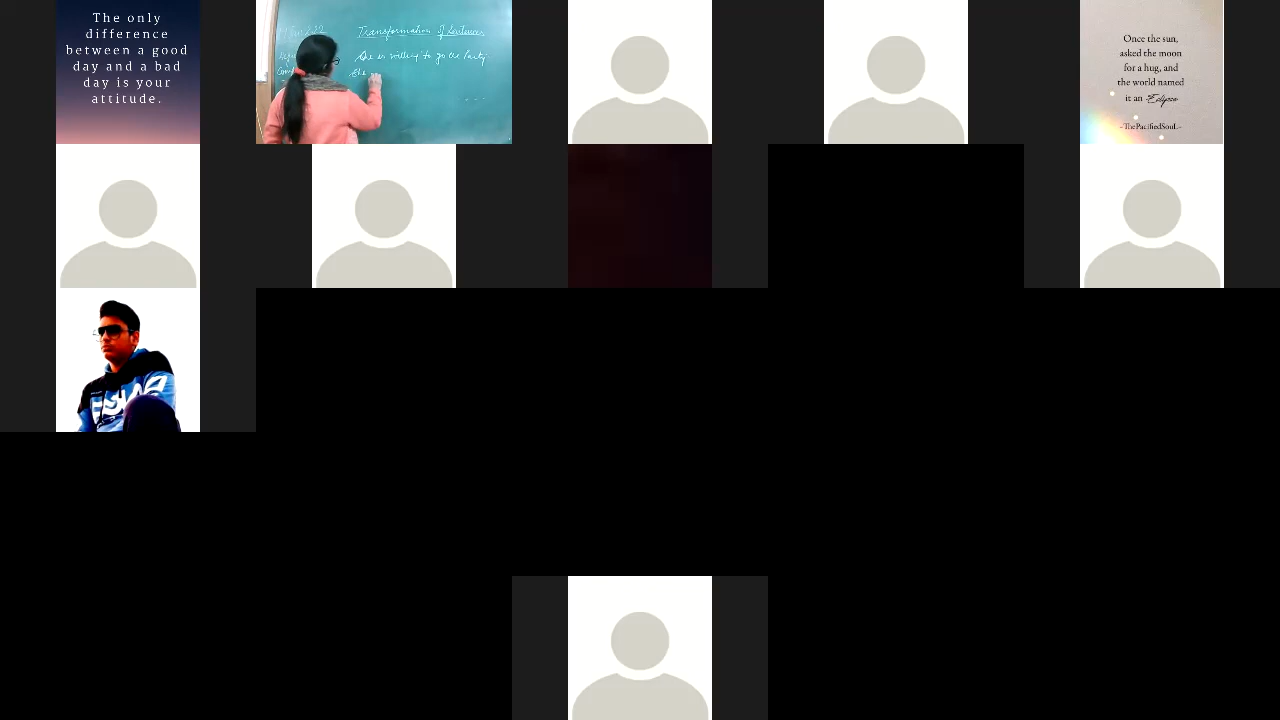 The only
difference
between a good
day and a bad
day is your
attitude.
Transformation of Sentences
She is willing to go the Party
She
Once the sun,
asked the moon
for a hug, and
the world named
it an Eclipse
-ThePacifiedSouL-